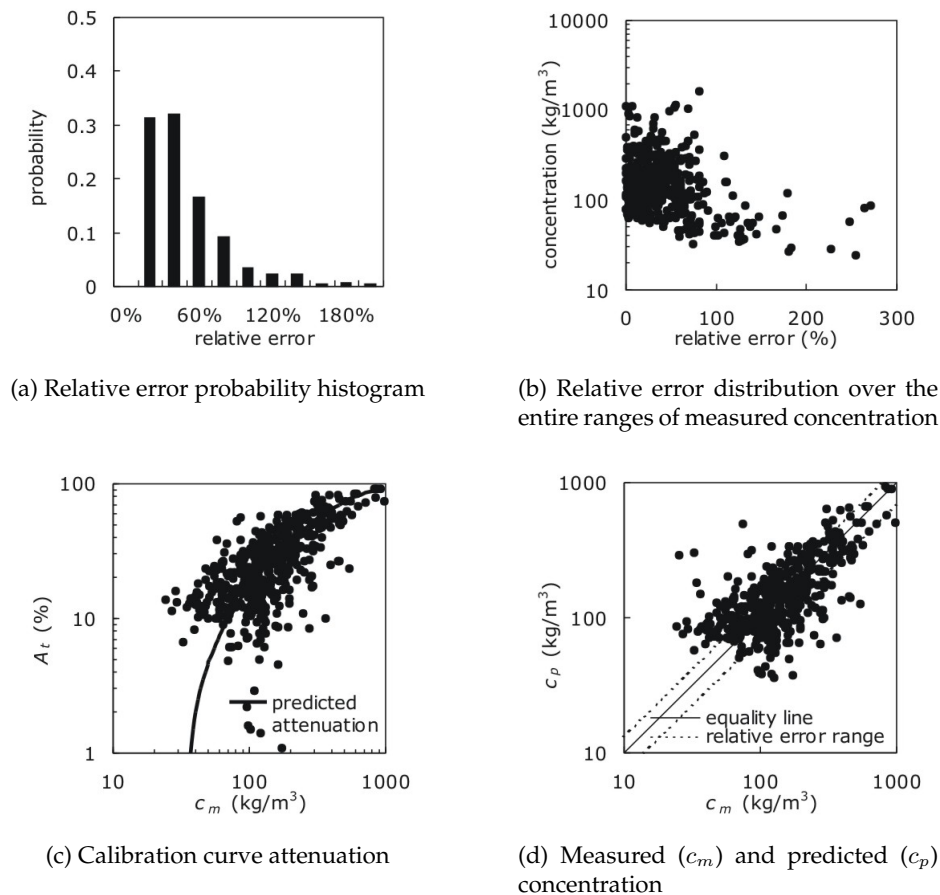 0.5
0.4
0.3
0.2
0.1
0
probability
0% 60% 120% 180%
relative error
(a) Relative error probability histogram
10000
1000
100
10
concentration (kg/m³)
0 100 200 300
relative error (%)
(b) Relative error distribution over the
entire ranges of measured concentration
100
10
1
A t (%)
predicted
attenuation
10 100 1000
c m (kg/m³)
(c) Calibration curve attenuation
1000
100
10
c p (kg/m³)
equality line
relative error range
10 100 1000
c m (kg/m³)
(d) Measured (cm) and predicted (cp)
concentration